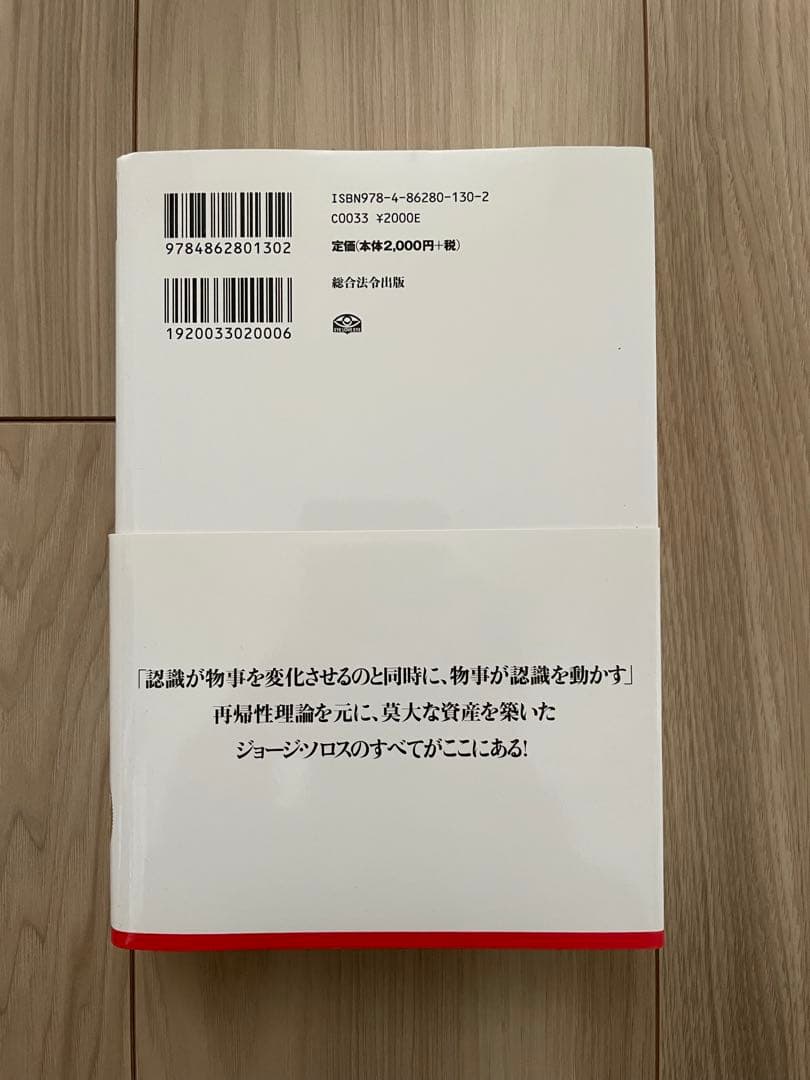 ISBN978-4-86280-130-2
C0033 ¥2000E
9784862801302
定価(本体2,000円+税)
総合法令出版
1920033020006
「認識が物事を変化させるのと同時に、物事が認識を動かす」
再帰性理論を元に、莫大な資産を築いた
ジョージ・ソロスのすべてがここにある!